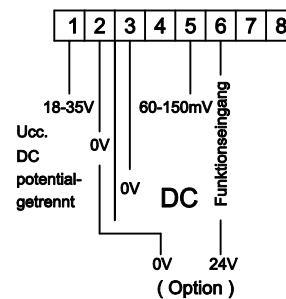 1 2 3 4 5 6 7 8
18-35V 60-150mV
Funktionseingang
Ucc. 0V
DC
potential- 0V
getrennt DC
0V 24V
( Option )